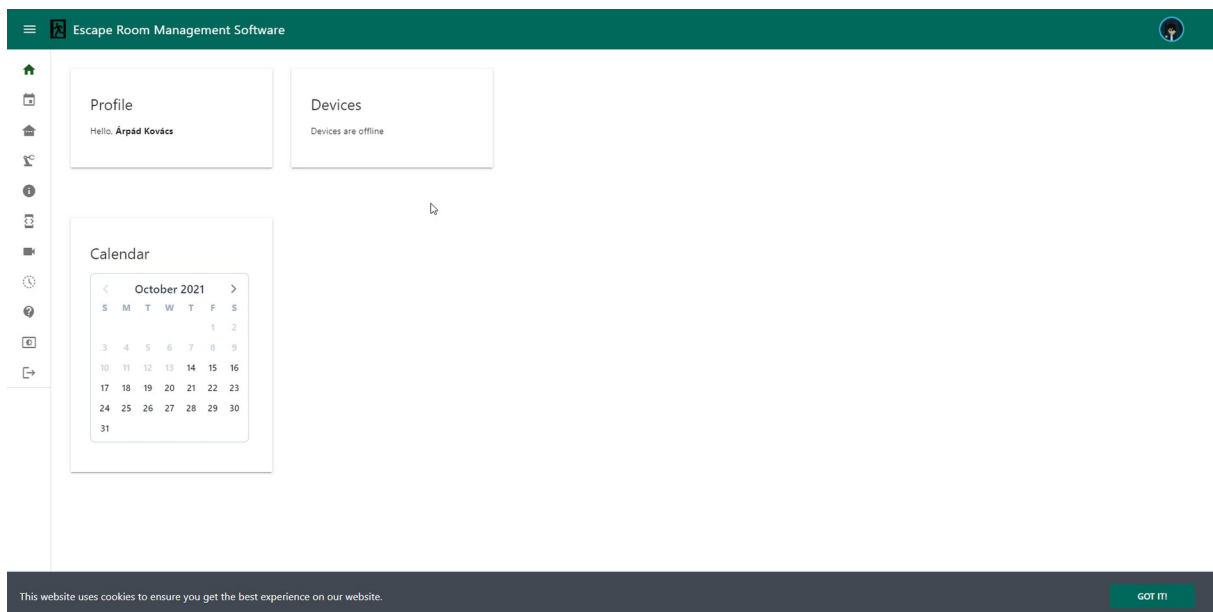 Escape Room Management Software
Profile
Hello, Árpád Kovács
Devices
Devices are offline
Calendar
October 2021
S M T W T F S
1 2
3 4 5 6 7 8 9
10 11 12 13 14 15 16
17 18 19 20 21 22 23
24 25 26 27 28 29 30
31
This website uses cookies to ensure you get the best experience on our website.
GOT IT!